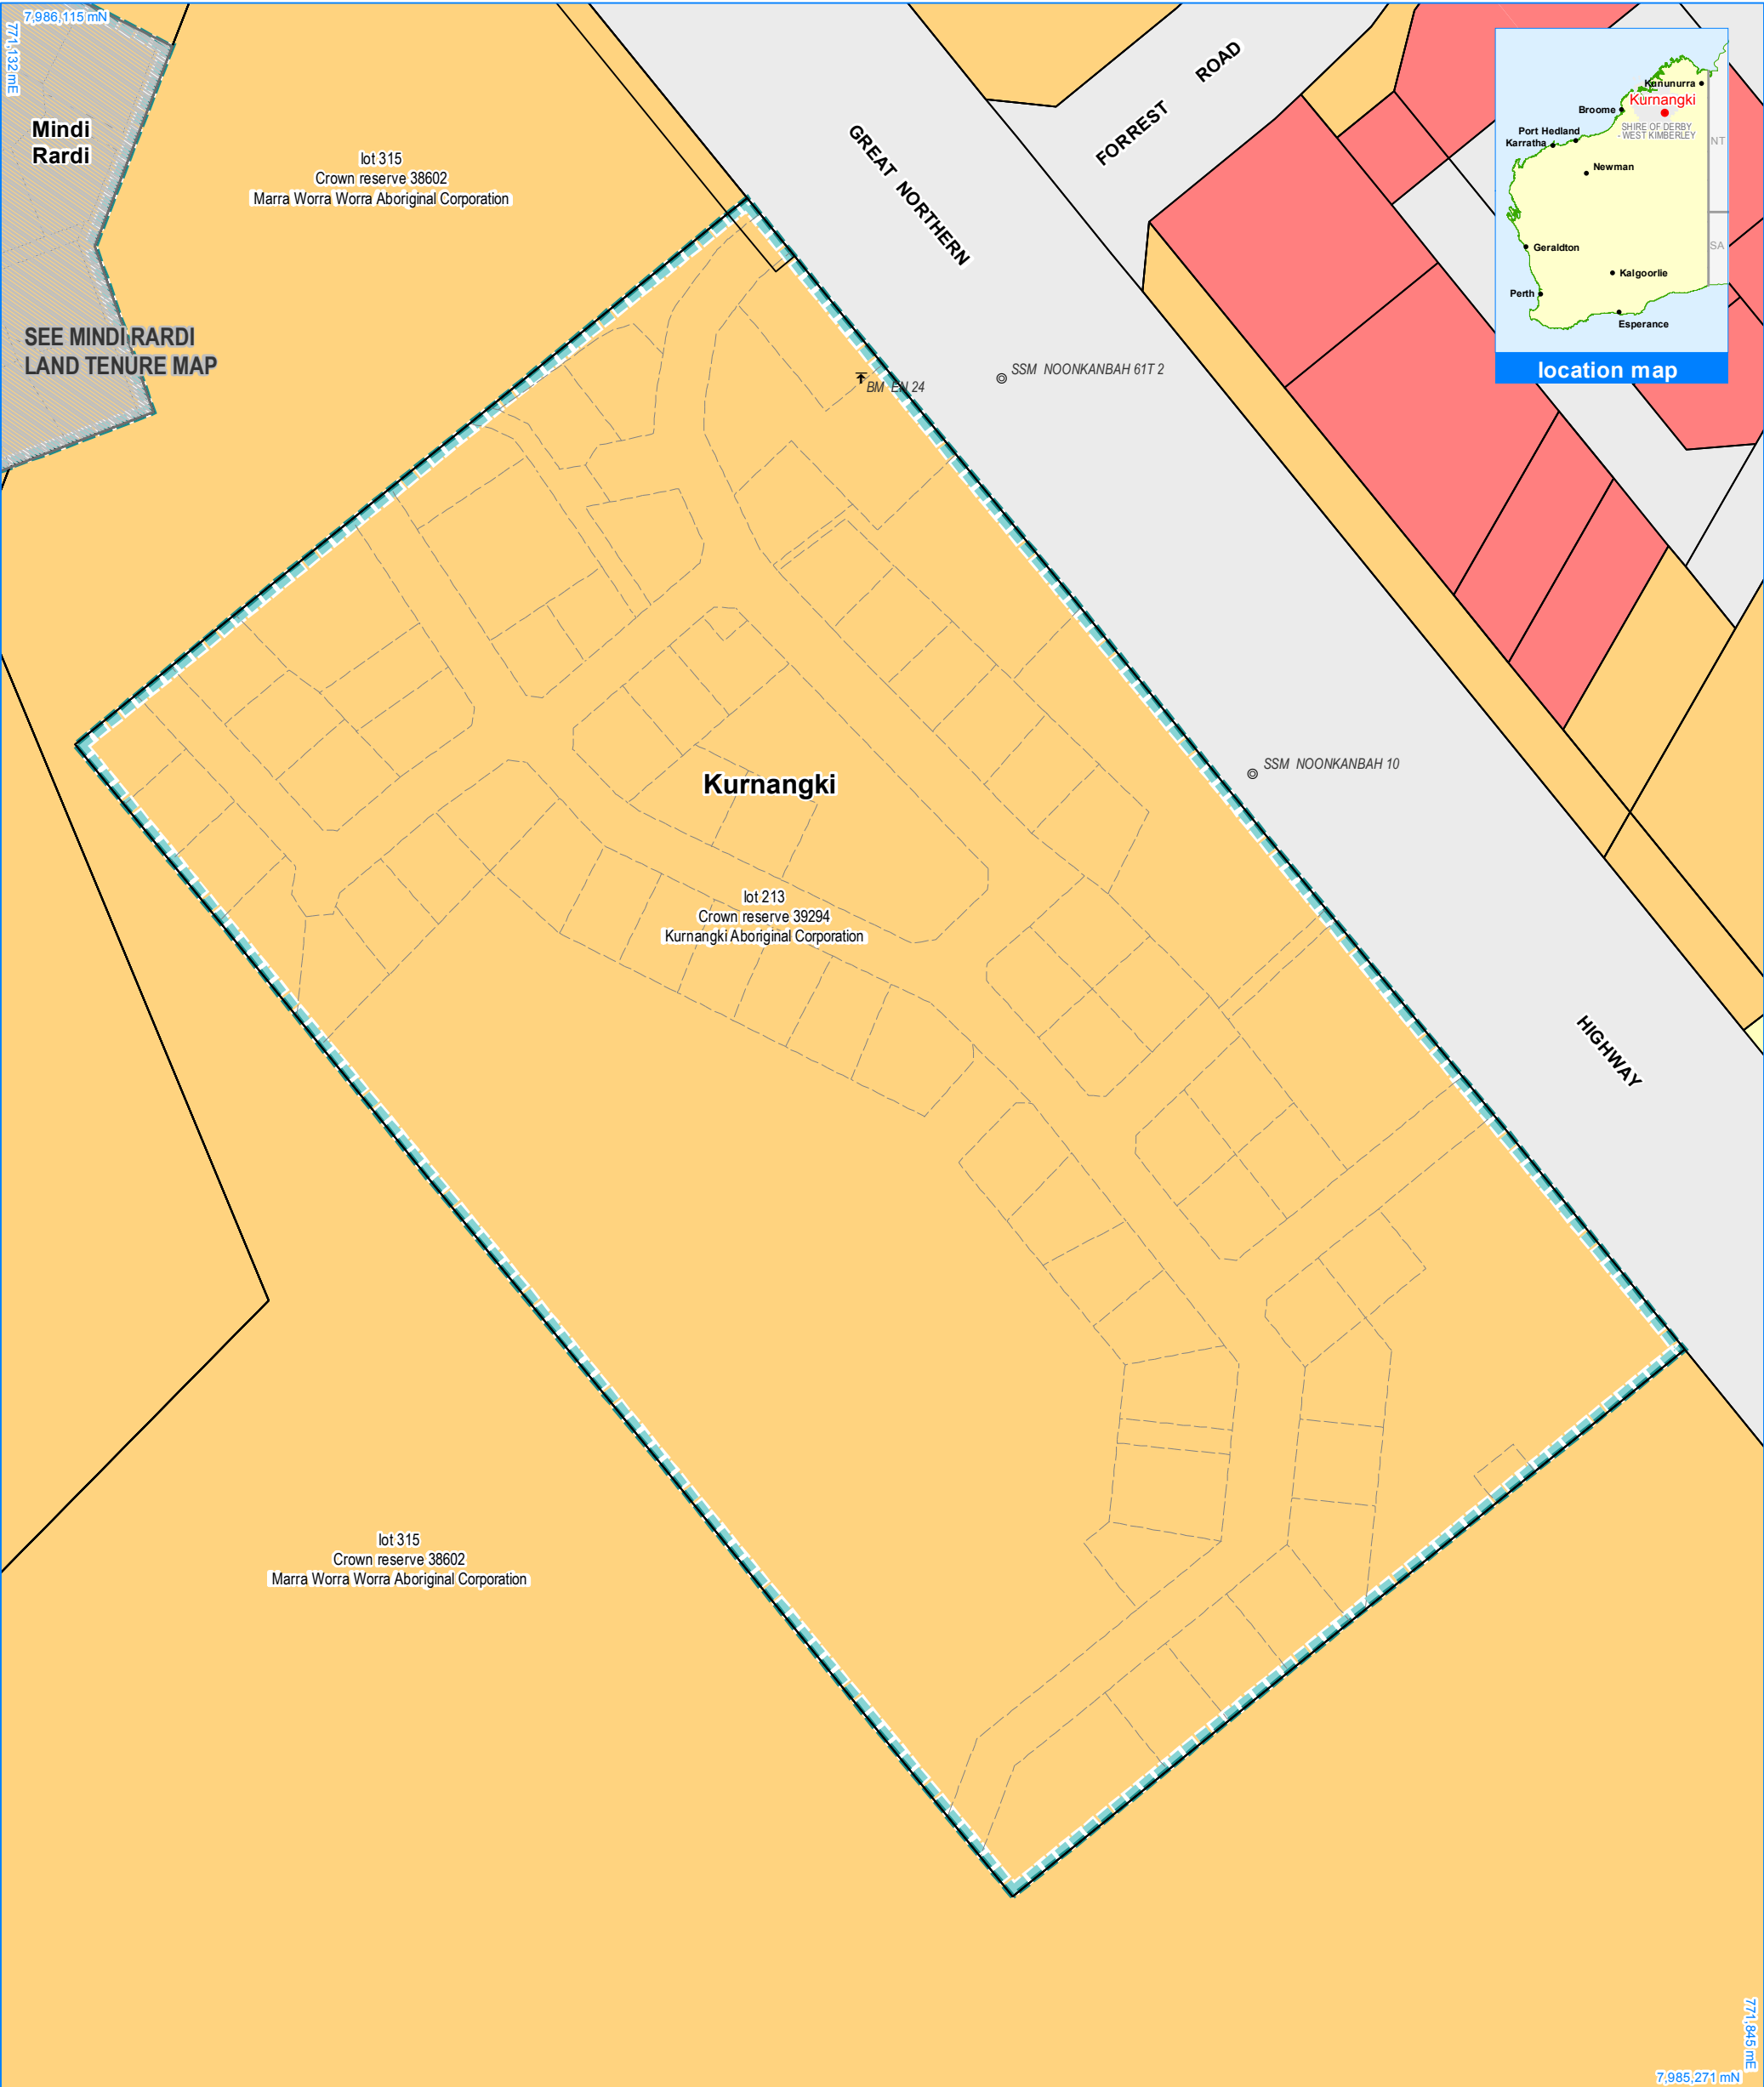 7,986,115 mN
771,132 mE
Mindi
Rardi
lot 315
Crown reserve 38602
Marra Worra Worra Aboriginal Corporation
SEE MINDI RARDI
LAND TENURE MAP
GREAT NORTHERN
FORREST ROAD
Kununurra
Kurnangki
Broome
SHIRE OF DERBY
- WEST KIMBERLEY
Port Hedland
Karratha
NT
Newman
Geraldton
SA
Kalgoorlie
Perth
Esperance
location map
BM EN 24
SSM NOONKANBAH 61T 2
SSM NOONKANBAH 10
Kurnangki
lot 213
Crown reserve 39294
Kurnangki Aboriginal Corporation
HIGHWAY
lot 315
Crown reserve 38602
Marra Worra Worra Aboriginal Corporation
771,845 mE
7,985,271 mN